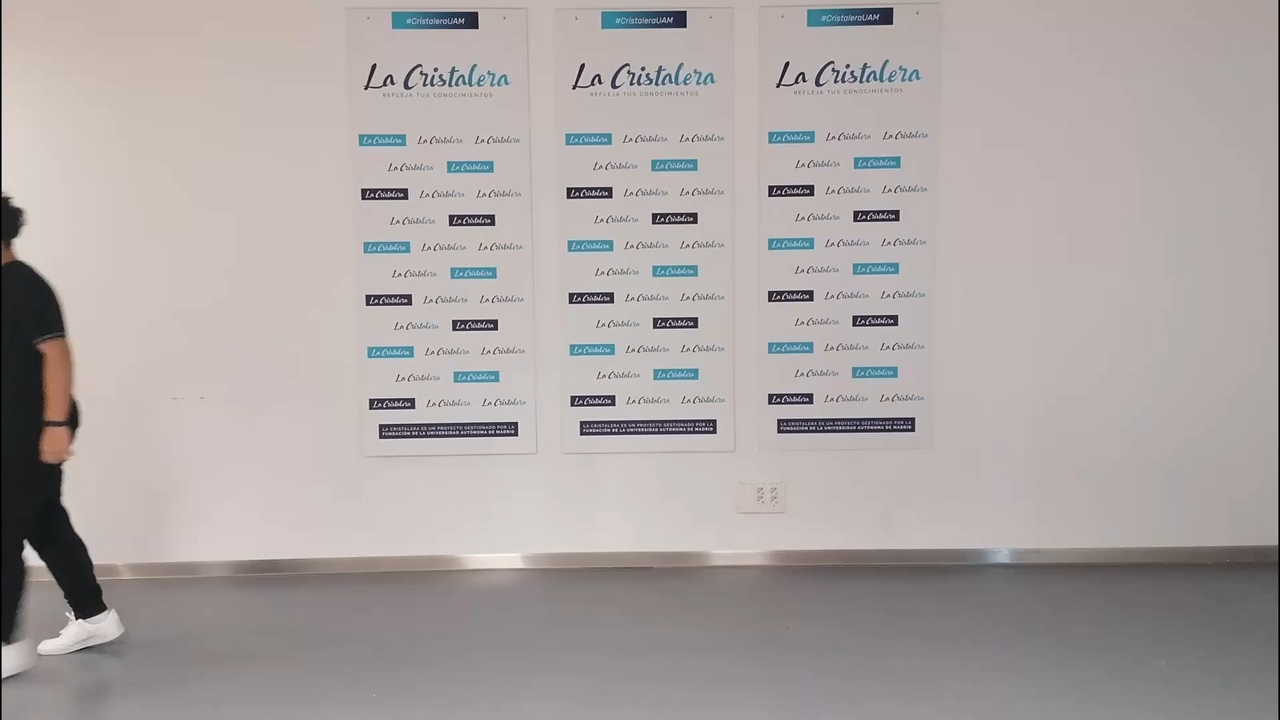 #CristaleraUAM
La Cristalera
REFLEJA TUS CONOCIMIENTOS
La Cristalera La Cristalera La Cristalera
La Cristalera La Cristalera
La Cristalera La Cristalera La Cristalera
La Cristalera La Cristalera
La Cristalera La Cristalera La Cristalera
La Cristalera La Cristalera
La Cristalera La Cristalera La Cristalera
La Cristalera La Cristalera
La Cristalera La Cristalera La Cristalera
La Cristalera La Cristalera
La Cristalera La Cristalera La Cristalera
LA CRISTALERA ES UN PROYECTO GESTIONADO POR LA
FUNDACIÓN DE LA UNIVERSIDAD AUTÓNOMA DE MADRID
#CristaleraUAM
La Cristalera
REFLEJA TUS CONOCIMIENTOS
La Cristalera La Cristalera La Cristalera
La Cristalera La Cristalera
La Cristalera La Cristalera La Cristalera
La Cristalera La Cristalera
La Cristalera La Cristalera La Cristalera
La Cristalera La Cristalera
La Cristalera La Cristalera La Cristalera
La Cristalera La Cristalera
La Cristalera La Cristalera La Cristalera
La Cristalera La Cristalera
La Cristalera La Cristalera La Cristalera
LA CRISTALERA ES UN PROYECTO GESTIONADO POR LA
FUNDACIÓN DE LA UNIVERSIDAD AUTÓNOMA DE MADRID
#CristaleraUAM
La Cristalera
REFLEJA TUS CONOCIMIENTOS
La Cristalera La Cristalera La Cristalera
La Cristalera La Cristalera
La Cristalera La Cristalera La Cristalera
La Cristalera La Cristalera
La Cristalera La Cristalera La Cristalera
La Cristalera La Cristalera
La Cristalera La Cristalera La Cristalera
La Cristalera La Cristalera
La Cristalera La Cristalera La Cristalera
La Cristalera La Cristalera
La Cristalera La Cristalera La Cristalera
LA CRISTALERA ES UN PROYECTO GESTIONADO POR LA
FUNDACIÓN DE LA UNIVERSIDAD AUTÓNOMA DE MADRID